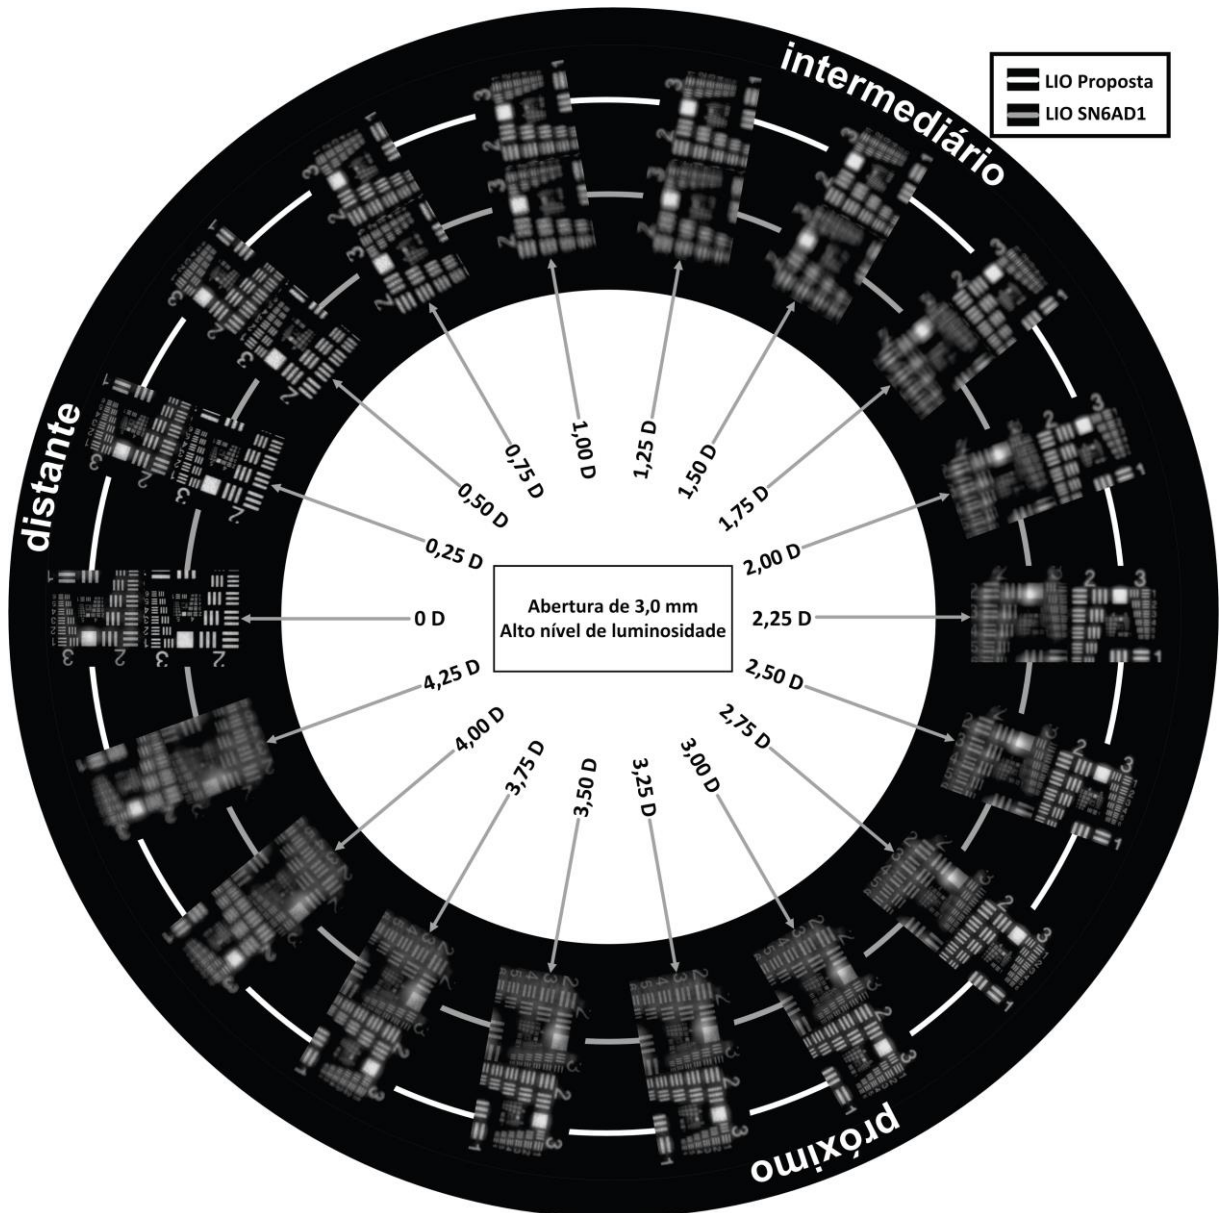 intermediário
LIO Proposta
LIO SN6AD1
distante
0 D
0,25 D
0,50 D
0,75 D
1,00 D
1,25 D
1,50 D
1,75 D
2,00 D
2,25 D
2,50 D
2,75 D
3,00 D
3,25 D
3,50 D
3,75 D
4,00 D
4,25 D
Abertura de 3,0 mm
Alto nível de luminosidade
próximo